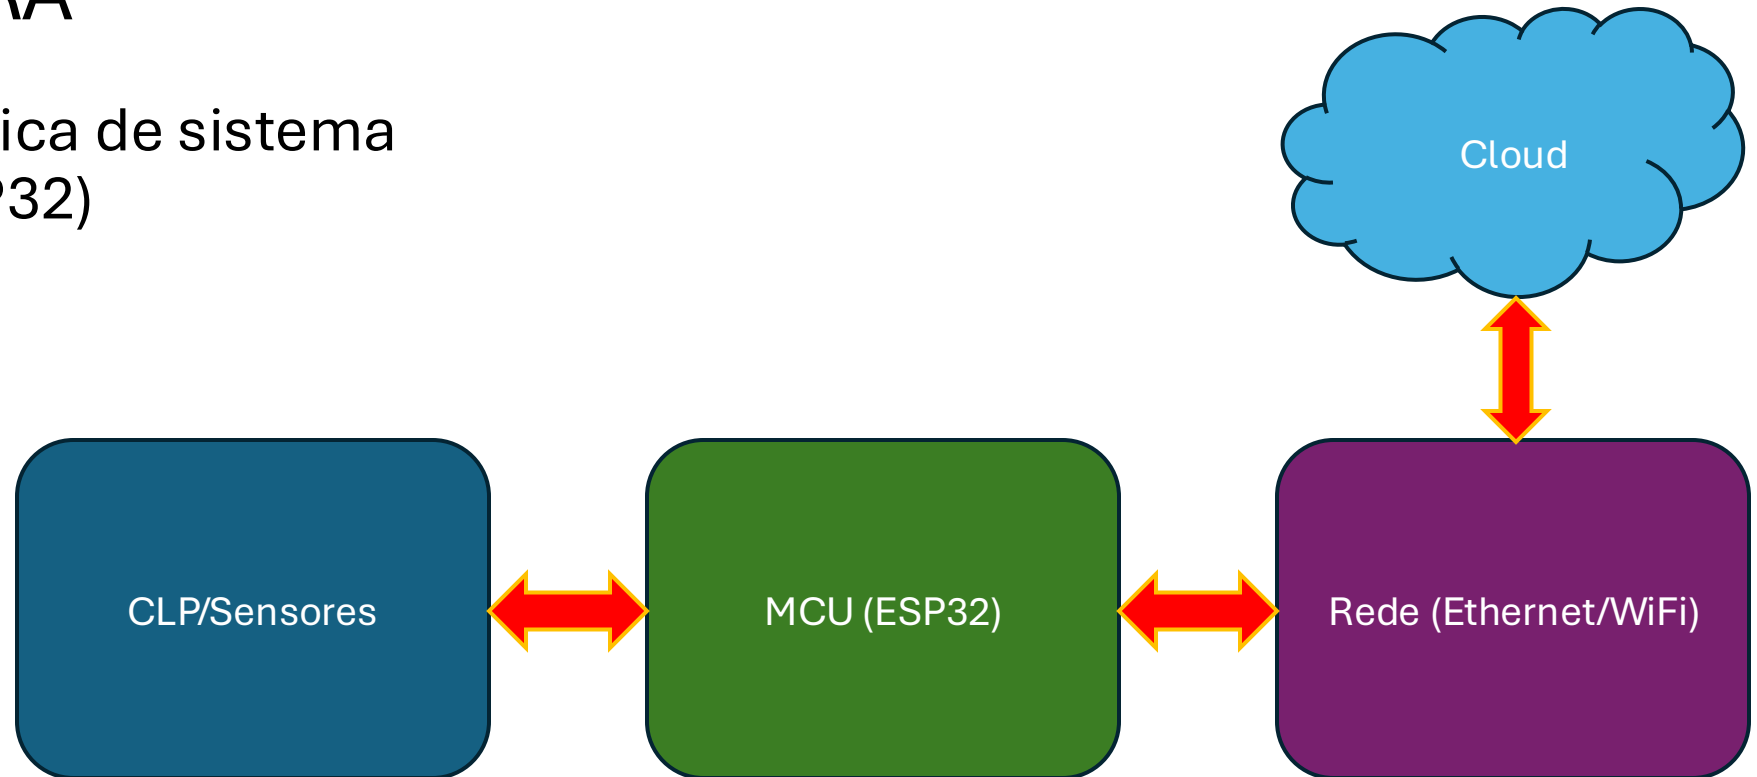 ica de sistema
32)
Cloud
CLP/Sensores
MCU (ESP32)
Rede (Ethernet/WiFi)